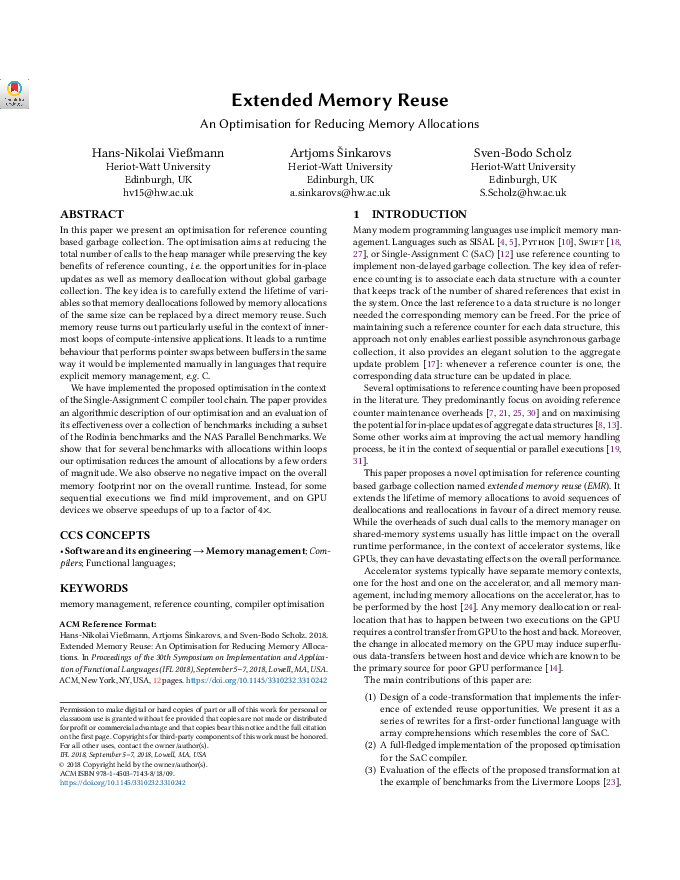 Extended Memory Reuse
An Optimisation for Reducing Memory Allocations
Hans-Nikolai Vießmann
Heriot-Watt University
Edinburgh, UK
hv15@hw.ac.uk
Artjoms Šinkarovs
Heriot-Watt University
Edinburgh, UK
a.sinkarovs@hw.ac.uk
Sven-Bodo Scholz
Heriot-Watt University
Edinburgh, UK
S.Scholz@hw.ac.uk
ABSTRACT
In this paper we present an optimisation for reference counting
based garbage collection. The optimisation aims at reducing the
total number of calls to the heap manager while preserving the key
benefits of reference counting, i.e. the opportunities for in-place
updates as well as memory deallocation without global garbage
collection. The key idea is to carefully extend the lifetime of vari-
ables so that memory deallocations followed by memory allocations
of the same size can be replaced by a direct memory reuse. Such
memory reuse turns out particularly useful in the context of inner-
most loops of compute-intensive applications. It leads to a runtime
behaviour that performs pointer swaps between buffers in the same
way it would be implemented manually in languages that require
explicit memory management, e.g. C.
We have implemented the proposed optimisation in the context
of the Single-Assignment C compiler tool chain. The paper provides
an algorithmic description of our optimisation and an evaluation of
its effectiveness over a collection of benchmarks including a subset
of the Rodinia benchmarks and the NAS Parallel Benchmarks. We
show that for several benchmarks with allocations within loops
our optimisation reduces the amount of allocations by a few orders
of magnitude. We also observe no negative impact on the overall
memory footprint nor on the overall runtime. Instead, for some
sequential executions we find mild improvement, and on GPU
devices we observe speedups of up to a factor of 4×.
CCS CONCEPTS
• Software and its engineering → Memory management; Com-
pilers; Functional languages;
KEYWORDS
memory management, reference counting, compiler optimisation
ACM Reference Format:
Hans-Nikolai Vießmann, Artjoms Šinkarovs, and Sven-Bodo Scholz. 2018.
Extended Memory Reuse: An Optimisation for Reducing Memory Alloca-
tions. In Proceedings of the 30th Symposium on Implementation and Applica-
tion of Functional Languages (IFL 2018), September 5–7, 2018, Lowell, MA, USA.
ACM, New York, NY, USA, 12 pages. https://doi.org/10.1145/3310232.3310242
Permission to make digital or hard copies of part or all of this work for personal or
classroom use is granted without fee provided that copies are not made or distributed
for profit or commercial advantage and that copies bear this notice and the full citation
on the first page. Copyrights for third-party components of this work must be honored.
For all other uses, contact the owner/author(s).
IFL 2018, September 5–7, 2018, Lowell, MA, USA
© 2018 Copyright held by the owner/author(s).
ACM ISBN 978-1-4503-7143-8/18/09.
https://doi.org/10.1145/3310232.3310242
1 INTRODUCTION
Many modern programming languages use implicit memory man-
agement. Languages such as SISAL [4, 5], Python [10], Swift [18,
27], or Single-Assignment C (SaC) [12] use reference counting to
implement non-delayed garbage collection. The key idea of refer-
ence counting is to associate each data structure with a counter
that keeps track of the number of shared references that exist in
the system. Once the last reference to a data structure is no longer
needed the corresponding memory can be freed. For the price of
maintaining such a reference counter for each data structure, this
approach not only enables earliest possible asynchronous garbage
collection, it also provides an elegant solution to the aggregate
update problem [17]: whenever a reference counter is one, the
corresponding data structure can be updated in place.
Several optimisations to reference counting have been proposed
in the literature. They predominantly focus on avoiding reference
counter maintenance overheads [7, 21, 25, 30] and on maximising
the potential for in-place updates of aggregate data structures [8, 13].
Some other works aim at improving the actual memory handling
process, be it in the context of sequential or parallel executions [19,
31].
This paper proposes a novel optimisation for reference counting
based garbage collection named extended memory reuse (EMR). It
extends the lifetime of memory allocations to avoid sequences of
deallocations and reallocations in favour of a direct memory reuse.
While the overheads of such dual calls to the memory manager on
shared-memory systems usually has little impact on the overall
runtime performance, in the context of accelerator systems, like
GPUs, they can have devastating effects on the overall performance.
Accelerator systems typically have separate memory contexts,
one for the host and one on the accelerator, and all memory man-
agement, including memory allocations on the accelerator, has to
be performed by the host [24]. Any memory deallocation or real-
location that has to happen between two executions on the GPU
requires a control transfer from GPU to the host and back. Moreover,
the change in allocated memory on the GPU may induce superflu-
ous data-transfers between host and device which are known to be
the primary source for poor GPU performance [14].
The main contributions of this paper are:
(1) Design of a code-transformation that implements the infer-
ence of extended reuse opportunities. We present it as a
series of rewrites for a first-order functional language with
array comprehensions which resembles the core of SaC.
(2) A full-fledged implementation of the proposed optimisation
for the SaC compiler.
(3) Evaluation of the effects of the proposed transformation at
the example of benchmarks from the Livermore Loops [23],